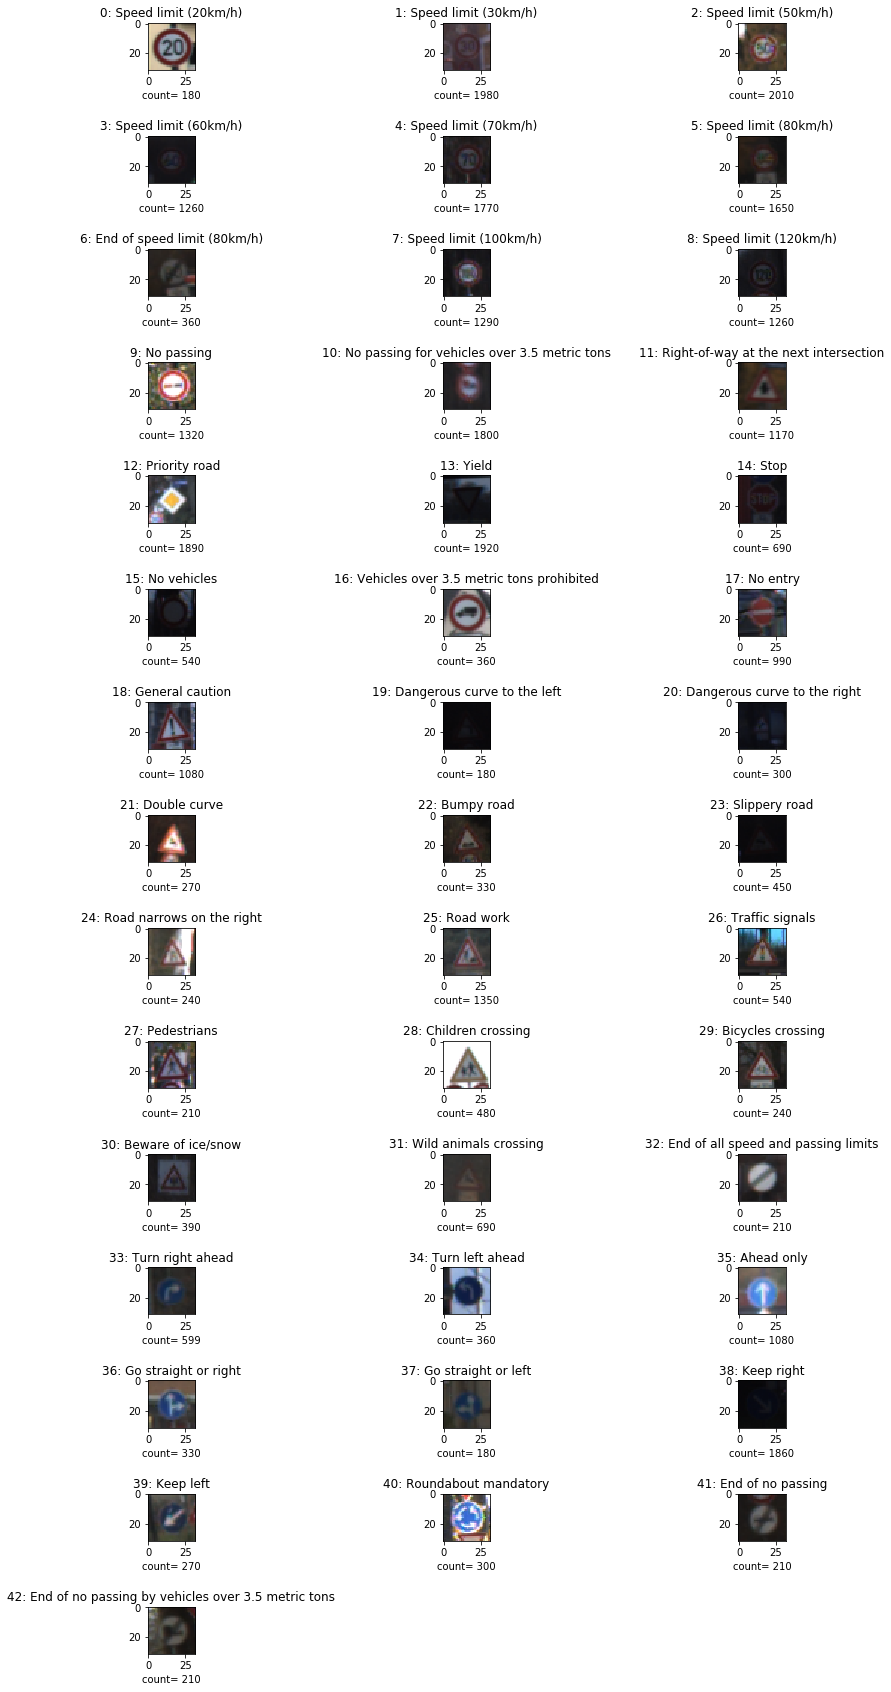 0: Speed limit (20km/h)
0
20
20
0 25
count= 180
1: Speed limit (30km/h)
0
20
0 25
count= 1980
2: Speed limit (50km/h)
0
20
50
0 25
count= 2010
3: Speed limit (60km/h)
0
20
0 25
count= 1260
4: Speed limit (70km/h)
0
20
70
0 25
count= 1770
5: Speed limit (80km/h)
0
20
0 25
count= 1650
6: End of speed limit (80km/h)
0
20
0 25
count= 360
7: Speed limit (100km/h)
0
20
0 25
count= 1290
8: Speed limit (120km/h)
0
20
120
0 25
count= 1260
9: No passing
0
20
0 25
count= 1320
10: No passing for vehicles over 3.5 metric tons
0
20
0 25
count= 1800
11: Right-of-way at the next intersection
0
20
0 25
count= 1170
12: Priority road
0
20
0 25
count= 1890
13: Yield
0
20
0 25
count= 1920
14: Stop
0
20
STOP
0 25
count= 690
15: No vehicles
0
20
0 25
count= 540
16: Vehicles over 3.5 metric tons prohibited
0
20
0 25
count= 360
17: No entry
0
20
0 25
count= 990
18: General caution
0
20
0 25
count= 1080
19: Dangerous curve to the left
0
20
0 25
count= 180
20: Dangerous curve to the right
0
20
0 25
count= 300
21: Double curve
0
20
0 25
count= 270
22: Bumpy road
0
20
0 25
count= 330
23: Slippery road
0
20
0 25
count= 450
24: Road narrows on the right
0
20
0 25
count= 240
25: Road work
0
20
0 25
count= 1350
26: Traffic signals
0
20
0 25
count= 540
27: Pedestrians
0
20
0 25
count= 210
28: Children crossing
0
20
0 25
count= 480
29: Bicycles crossing
0
20
0 25
count= 240
30: Beware of ice/snow
0
20
0 25
count= 390
31: Wild animals crossing
0
20
0 25
count= 690
32: End of all speed and passing limits
0
20
0 25
count= 210
33: Turn right ahead
0
20
0 25
count= 599
34: Turn left ahead
0
20
0 25
count= 360
35: Ahead only
0
20
0 25
count= 1080
36: Go straight or right
0
20
0 25
count= 330
37: Go straight or left
0
20
0 25
count= 180
38: Keep right
0
20
0 25
count= 1860
39: Keep left
0
20
0 25
count= 270
40: Roundabout mandatory
0
20
0 25
count= 300
41: End of no passing
0
20
0 25
count= 210
42: End of no passing by vehicles over 3.5 metric tons
0
20
0 25
count= 210